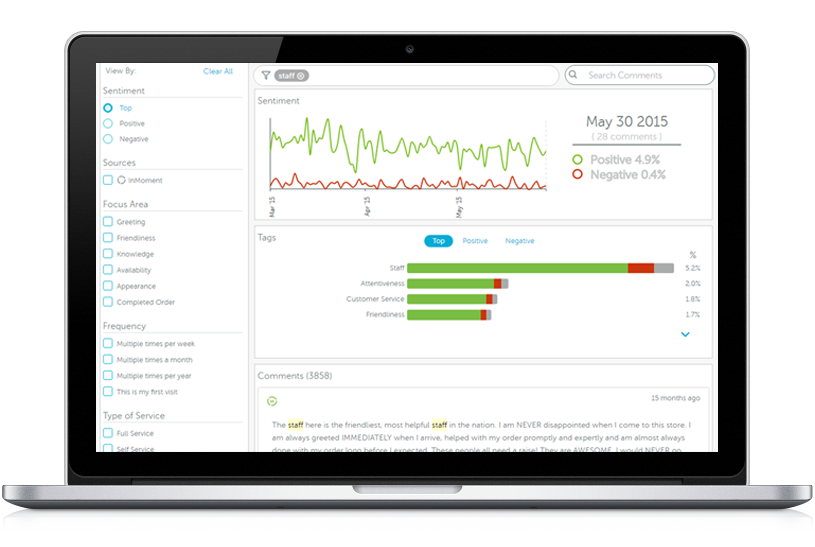 View By:
Clear All
Sentiment
Top
Positive
Negative
Sources
InMoment
Focus Area
Greeting
Friendliness
Knowledge
Availability
Appearance
Completed Order
Frequency
Multiple times per week
Multiple times a month
Multiple times per year
This is my first visit
Type of Service
Full Service
Self Service
staff
Search Comments
Sentiment
Mar '15
Apr '15
May '15
May 30 2015
( 28 comments )
Positive 4.9%
Negative 0.4%
Tags
Top
Positive
Negative
%
Staff
5.2%
Attentiveness
2.0%
Customer Service
1.8%
Friendliness
1.7%
Comments (3858)
15 months ago
The staff here is the friendliest, most helpful staff in the nation. I am NEVER disappointed when I come to this store. I
am always greeted IMMEDIATELY when I arrive, helped with my order promptly and expertly and am almost always
done with my order long before I expected. These people all need a raise! They are AWESOME. I would NEVER go